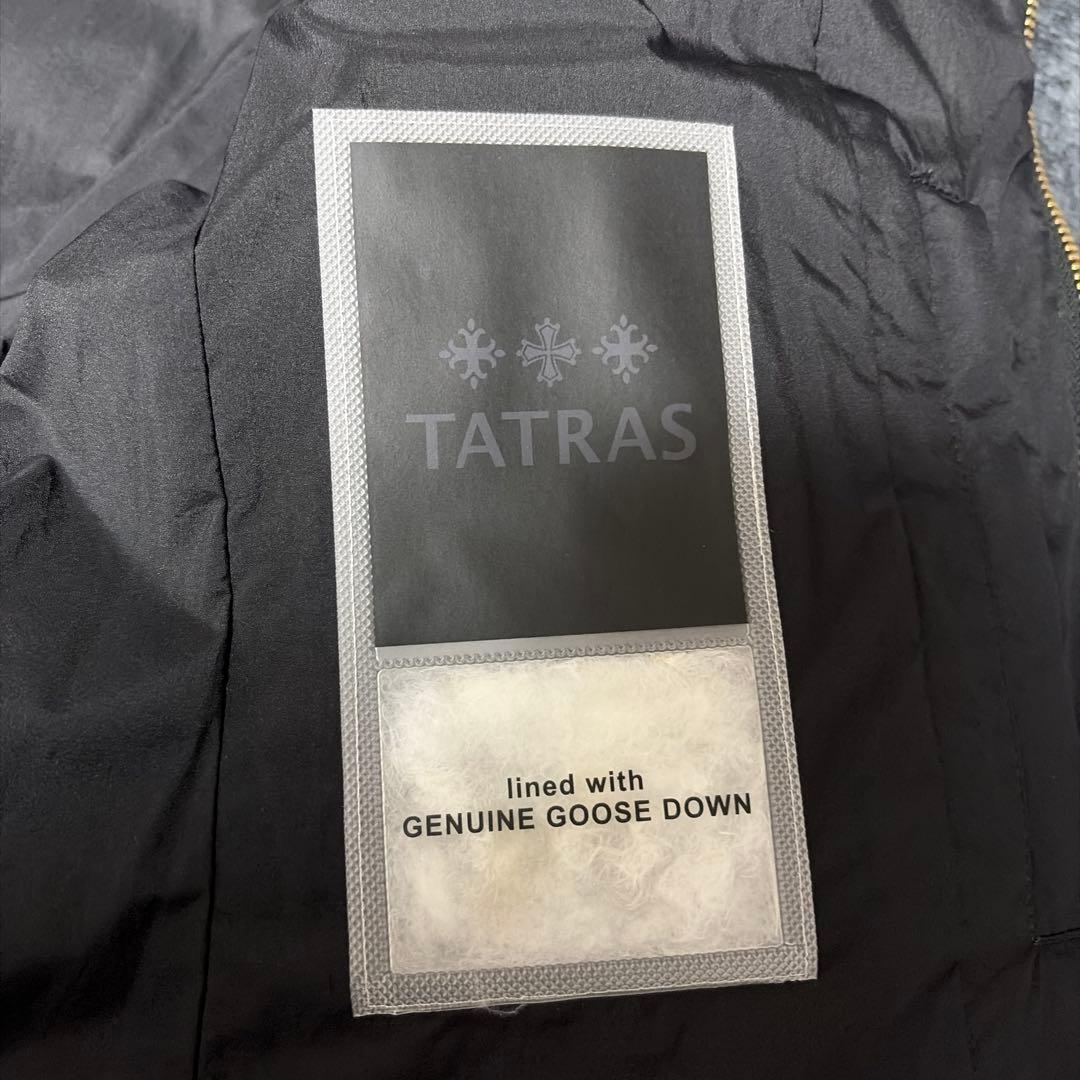 TATRAS
lined with
GENUINE GOOSE DOWN